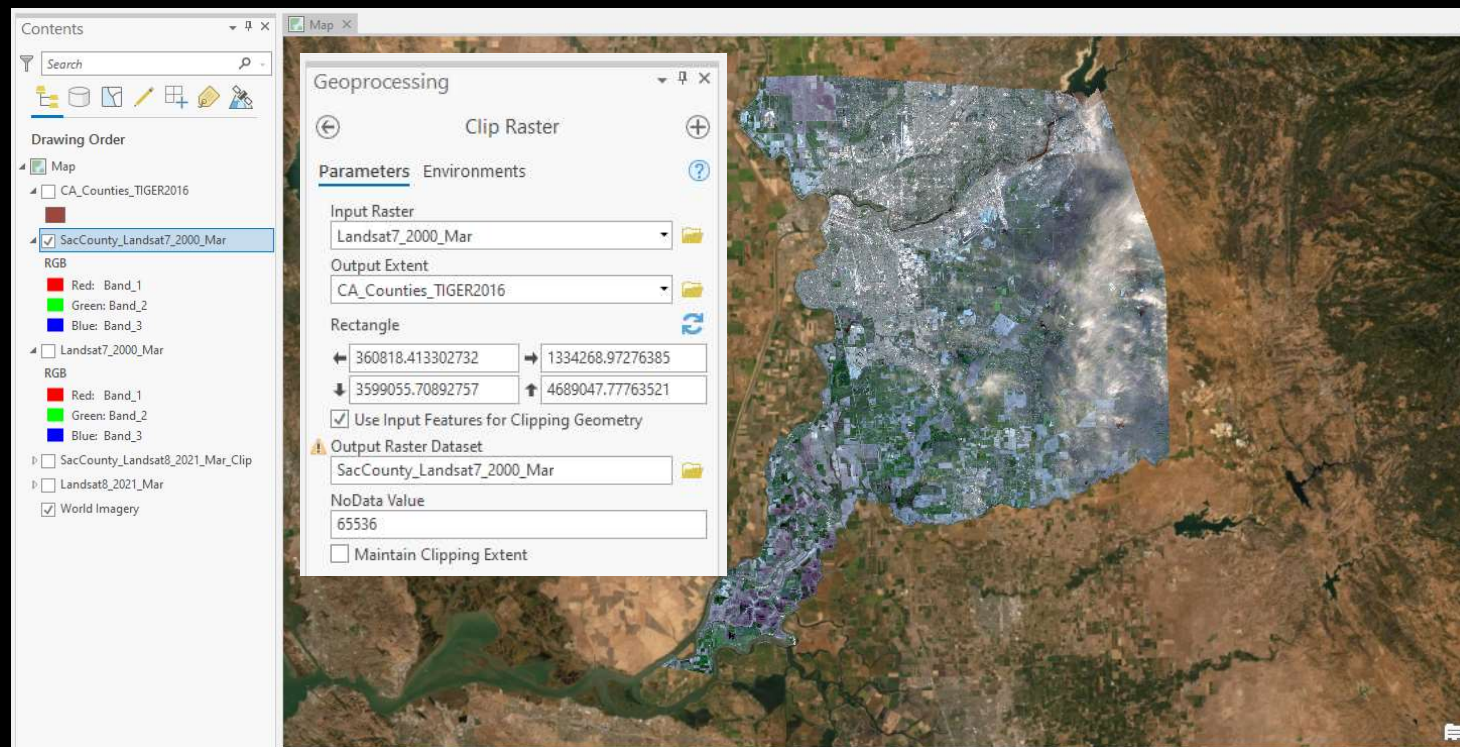 Contents
Search
Drawing Order
Map
CA_Counties_TIGER2016
SacCounty_Landsat7_2000_Mar
RGB
Red: Band_1
Green: Band_2
Blue: Band_3
Landsat7_2000_Mar
RGB
Red: Band_1
Green: Band_2
Blue: Band_3
SacCounty_Landsat8_2021_Mar_Clip
Landsat8_2021_Mar
World Imagery
Map
Geoprocessing
Clip Raster
Parameters Environments
Input Raster
Landsat7_2000_Mar
Output Extent
CA_Counties_TIGER2016
Rectangle
360818.413302732 1334268.97276385
3599055.70892757 4689047.77763521
Use Input Features for Clipping Geometry
Output Raster Dataset
SacCounty_Landsat7_2000_Mar
NoData Value
65536
Maintain Clipping Extent